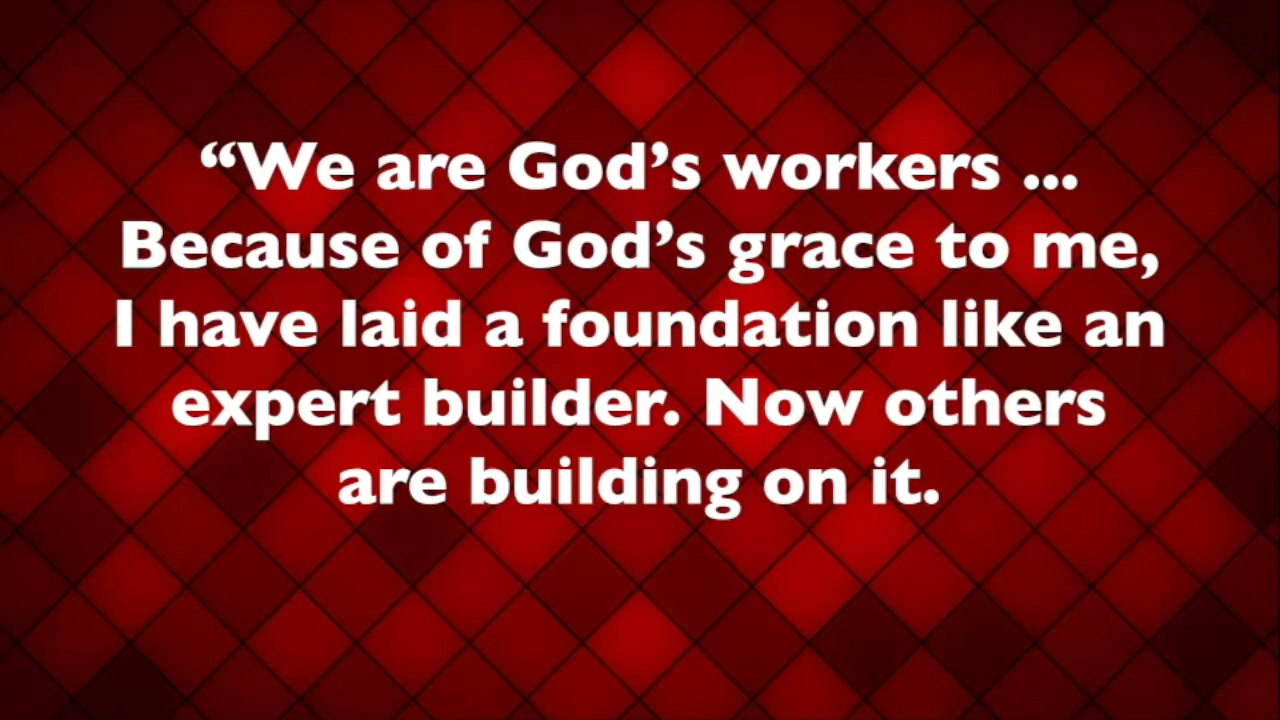 “We are God’s workers ...
Because of God’s grace to me,
I have laid a foundation like an
expert builder. Now others
are building on it.